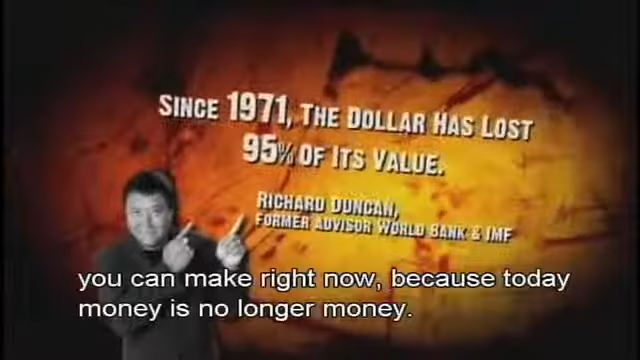 SINCE 1971, THE DOLLAR HAS LOST
95% OF ITS VALUE.
RICHARD DUNCAN,
FORMER ADVISOR WORLD BANK & IMF
you can make right now, because today
money is no longer money.